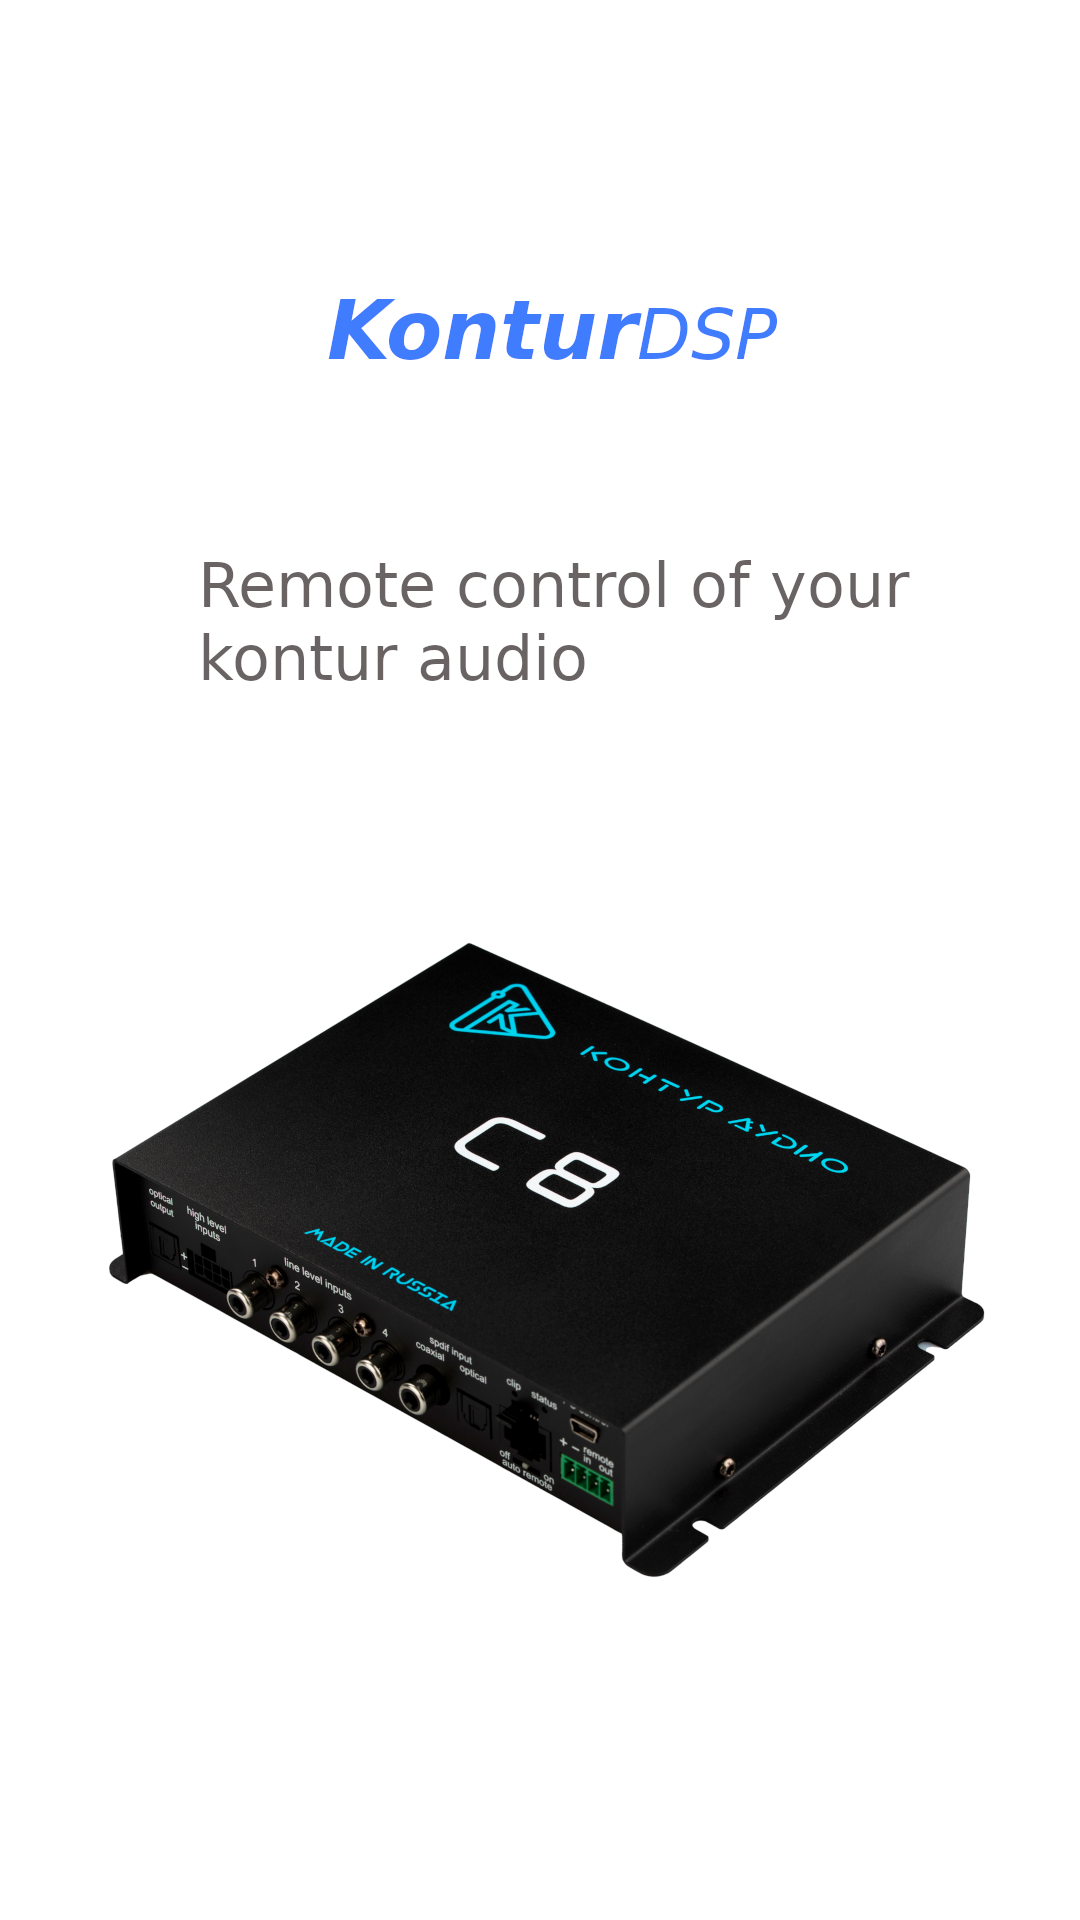 KonturDSP
Remote control of your
kontur audio
K
КОНТУР АУДИО
C8
MADE IN RUSSIA
optical
output
high level
inputs
+
–
line level inputs
1
2
3
4
spdif input
coaxial
optical
clip
status
+ – remote
in out
off
on
auto remote